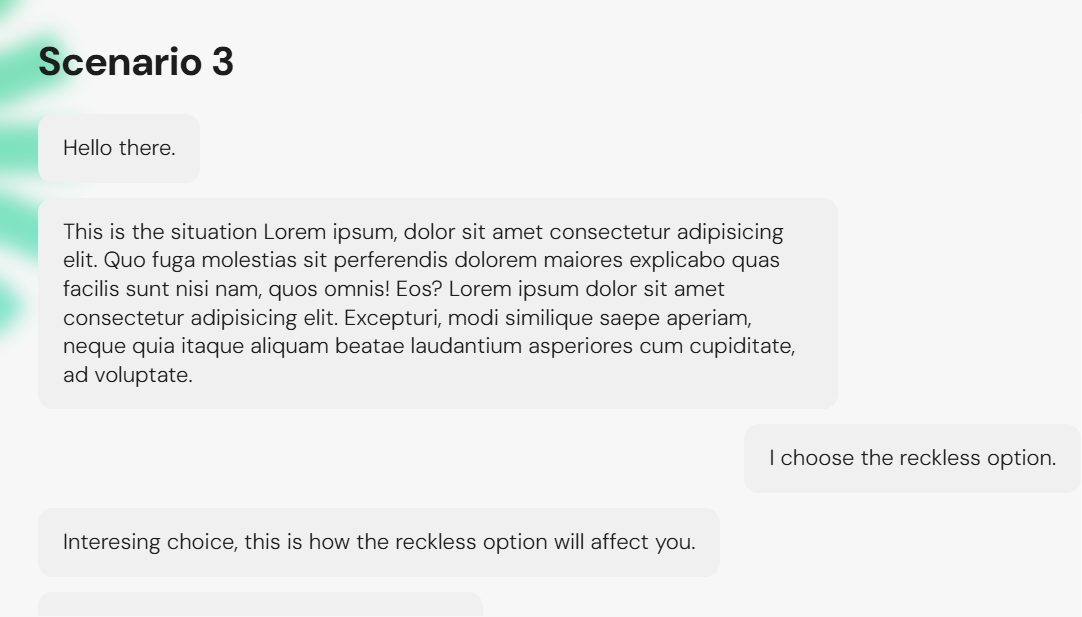 Scenario 3
Hello there.
This is the situation Lorem ipsum, dolor sit amet consectetur adipisicing
elit. Quo fuga molestias sit perferendis dolorem maiores explicabo quas
facilis sunt nisi nam, quos omnis! Eos? Lorem ipsum dolor sit amet
consectetur adipisicing elit. Excepturi, modi similique saepe aperiam,
neque quia itaque aliquam beatae laudantium asperiores cum cupiditate,
ad voluptate.
I choose the reckless option.
Interesing choice, this is how the reckless option will affect you.